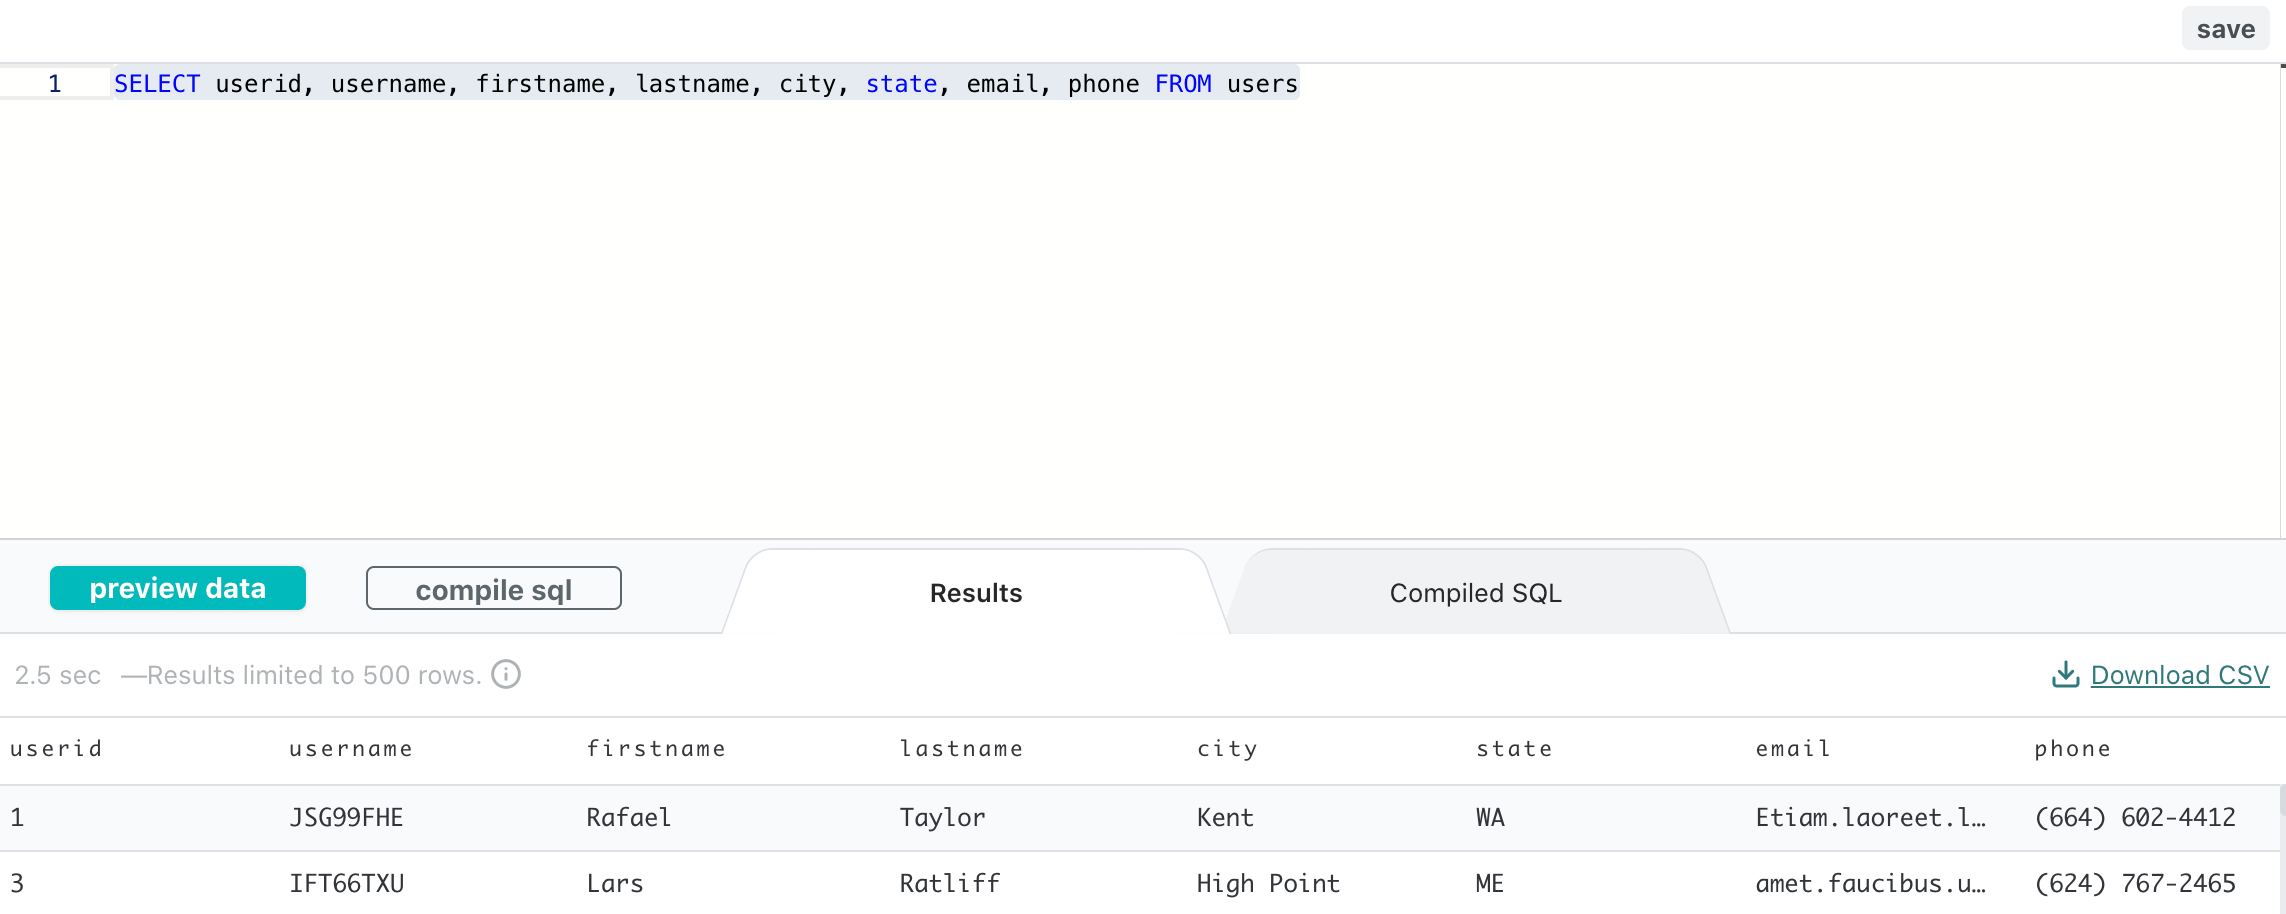 save
1 SELECT userid, username, firstname, lastname, city, state, email, phone FROM users
preview data compile sql Results Compiled SQL
2.5 sec —Results limited to 500 rows. Download CSV
userid username firstname lastname city state email phone
1 JSG99FHE Rafael Taylor Kent WA Etiam.laoreet.l… (664) 602-4412
3 IFT66TXU Lars Ratliff High Point ME amet.faucibus.u… (624) 767-2465